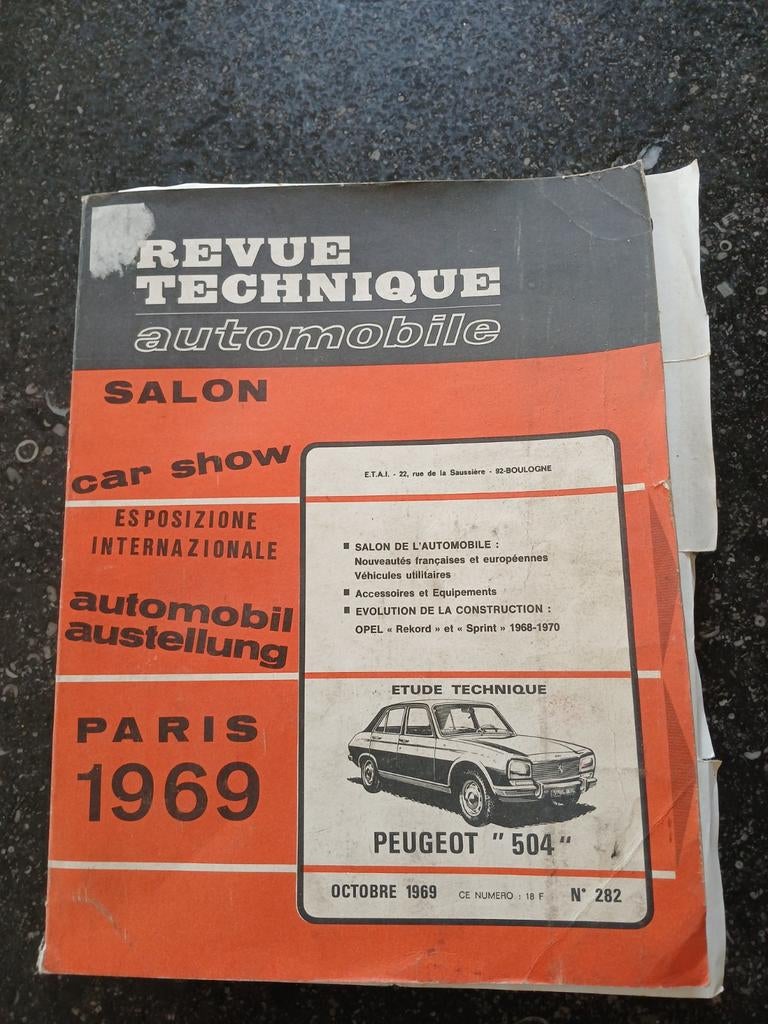 REVUE
TECHNIQUE
automobile
SALON
car show
ESPOSIZIONE
INTERNAZIONALE
automobil
austellung
PARIS
1969
E.T.A.I. - 22, rue de la Saussière - 92-BOULOGNE
SALON DE L'AUTOMOBILE :
Nouveautés françaises et européennes
Véhicules utilitaires
Accessoires et Equipements
EVOLUTION DE LA CONSTRUCTION :
OPEL « Rekord » et « Sprint » 1968-1970
ETUDE TECHNIQUE
PEUGEOT " 504 "
OCTOBRE 1969 CE NUMERO : 18 F N° 282